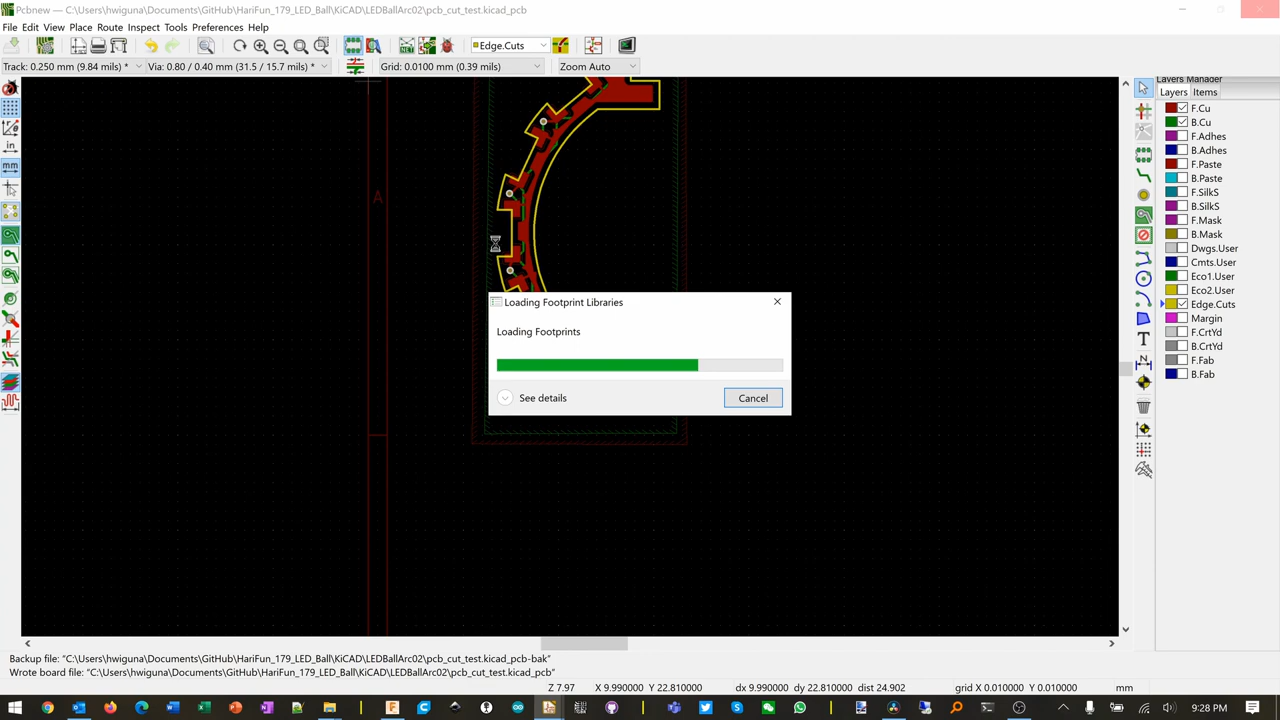 Pcbnew — C:\Users\hwiguna\Documents\GitHub\HariFun_179_LED_Ball\KiCAD\LEDBallArc02\pcb_cut_test.kicad_pcb
File Edit View Place Route Inspect Tools Preferences Help
Edge.Cuts
Track: 0.250 mm (9.84 mils) * Via: 0.80 / 0.40 mm (31.5 / 15.7 mils) * Grid: 0.0100 mm (0.39 mils) Zoom Auto
Layers Manager
Layers Items
F.Cu
B.Cu
F.Adhes
B.Adhes
F.Paste
B.Paste
F.SilkS
B.SilkS
F.Mask
B.Mask
Dwgs.User
Cmts.User
Eco1.User
Eco2.User
Edge.Cuts
Margin
F.CrtYd
B.CrtYd
F.Fab
B.Fab
in
mm
A
Loading Footprint Libraries
Loading Footprints
See details
Cancel
Backup file: "C:\Users\hwiguna\Documents\GitHub\HariFun_179_LED_Ball\KiCAD\LEDBallArc02\pcb_cut_test.kicad_pcb-bak"
Wrote board file: "C:\Users\hwiguna\Documents\GitHub\HariFun_179_LED_Ball\KiCAD\LEDBallArc02\pcb_cut_test.kicad_pcb"
Z 7.97 X 9.990000 Y 22.810000 dx 9.990000 dy 22.810000 dist 24.902 grid X 0.010000 Y 0.010000 mm
9:28 PM